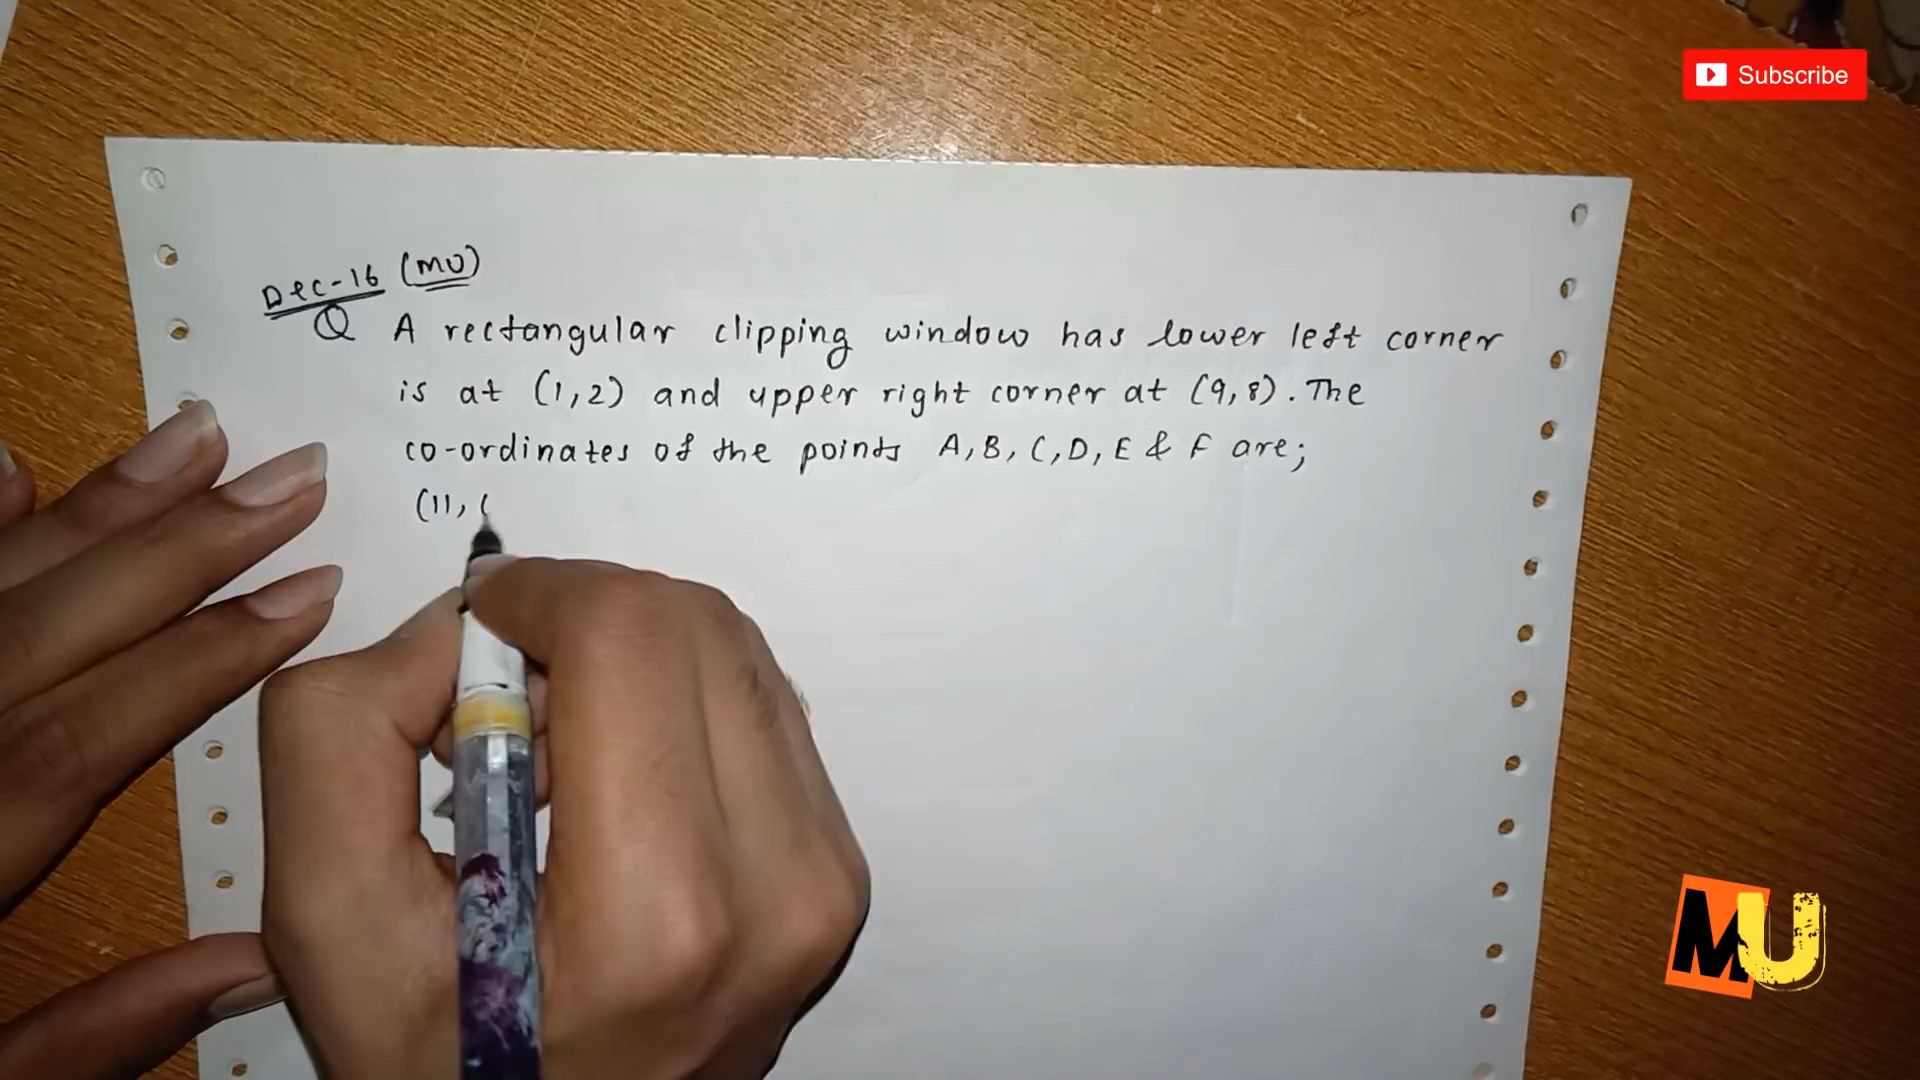 Subscribe
Dec-16 (MU)
Q A rectangular clipping window has lower left corner
is at (1,2) and upper right corner at (9,8). The
co-ordinates of the points A, B, C, D, E & F are;
(11, (
MU